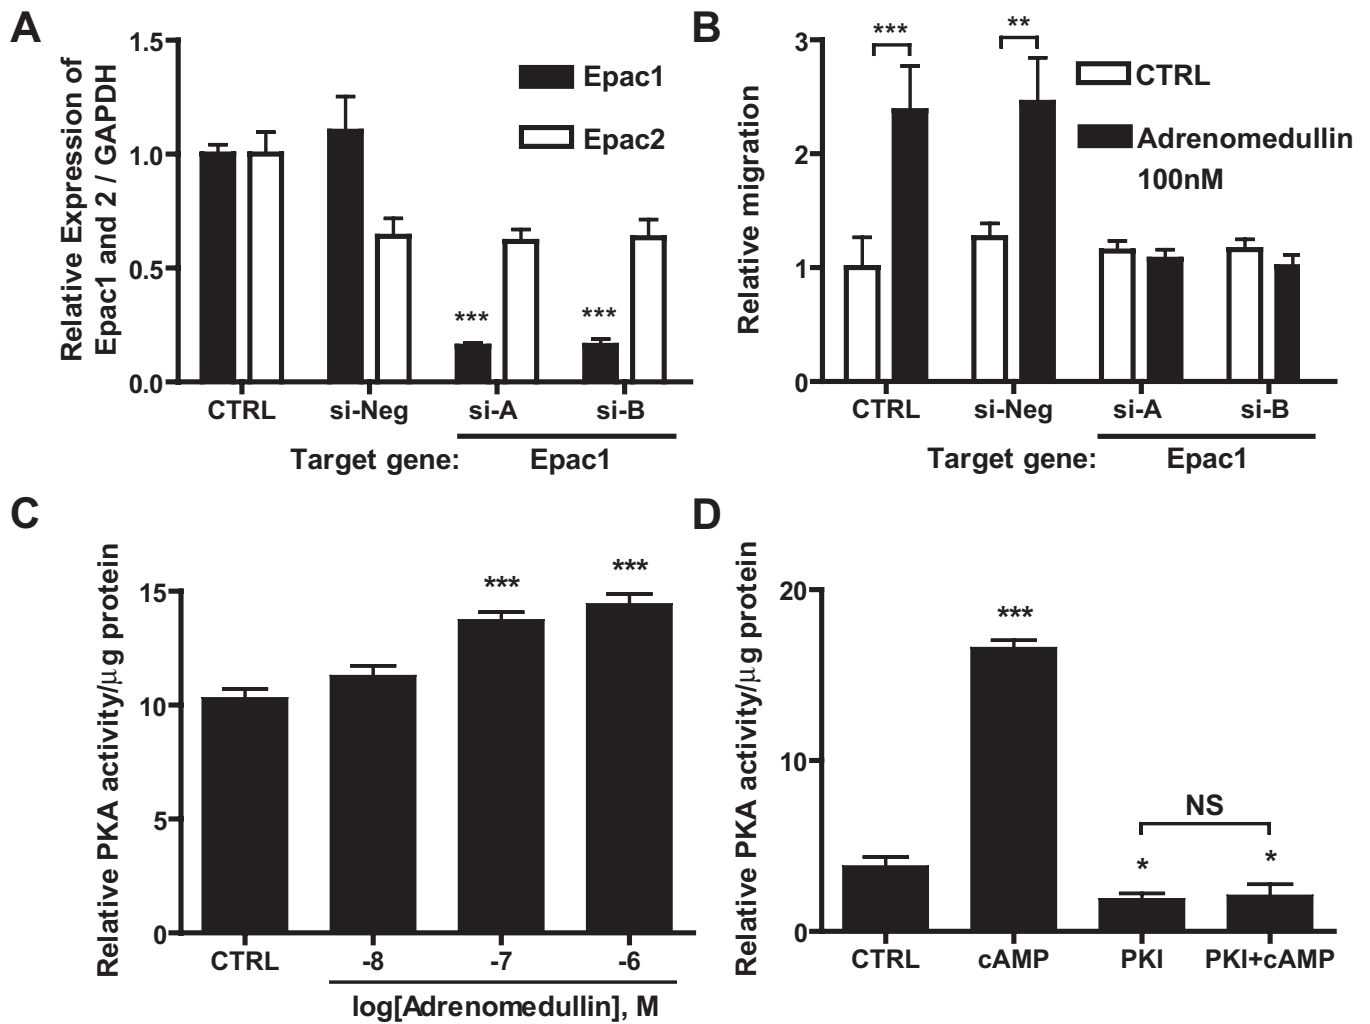 A
Relative Expression of
Epac1 and 2 / GAPDH
1.5
1.0
0.5
0.0
Epac1
Epac2
***
***
CTRL
si-Neg
si-A
si-B
Target gene:
Epac1
B
Relative migration
3
2
1
0
***
**
CTRL
Adrenomedullin
100nM
CTRL
si-Neg
si-A
si-B
Target gene:
Epac1
C
Relative PKA activity/μg protein
15
10
5
0
***
***
CTRL
-8
-7
-6
log[Adrenomedullin], M
D
Relative PKA activity/μg protein
20
10
0
***
NS
*
*
CTRL
cAMP
PKI
PKI+cAMP